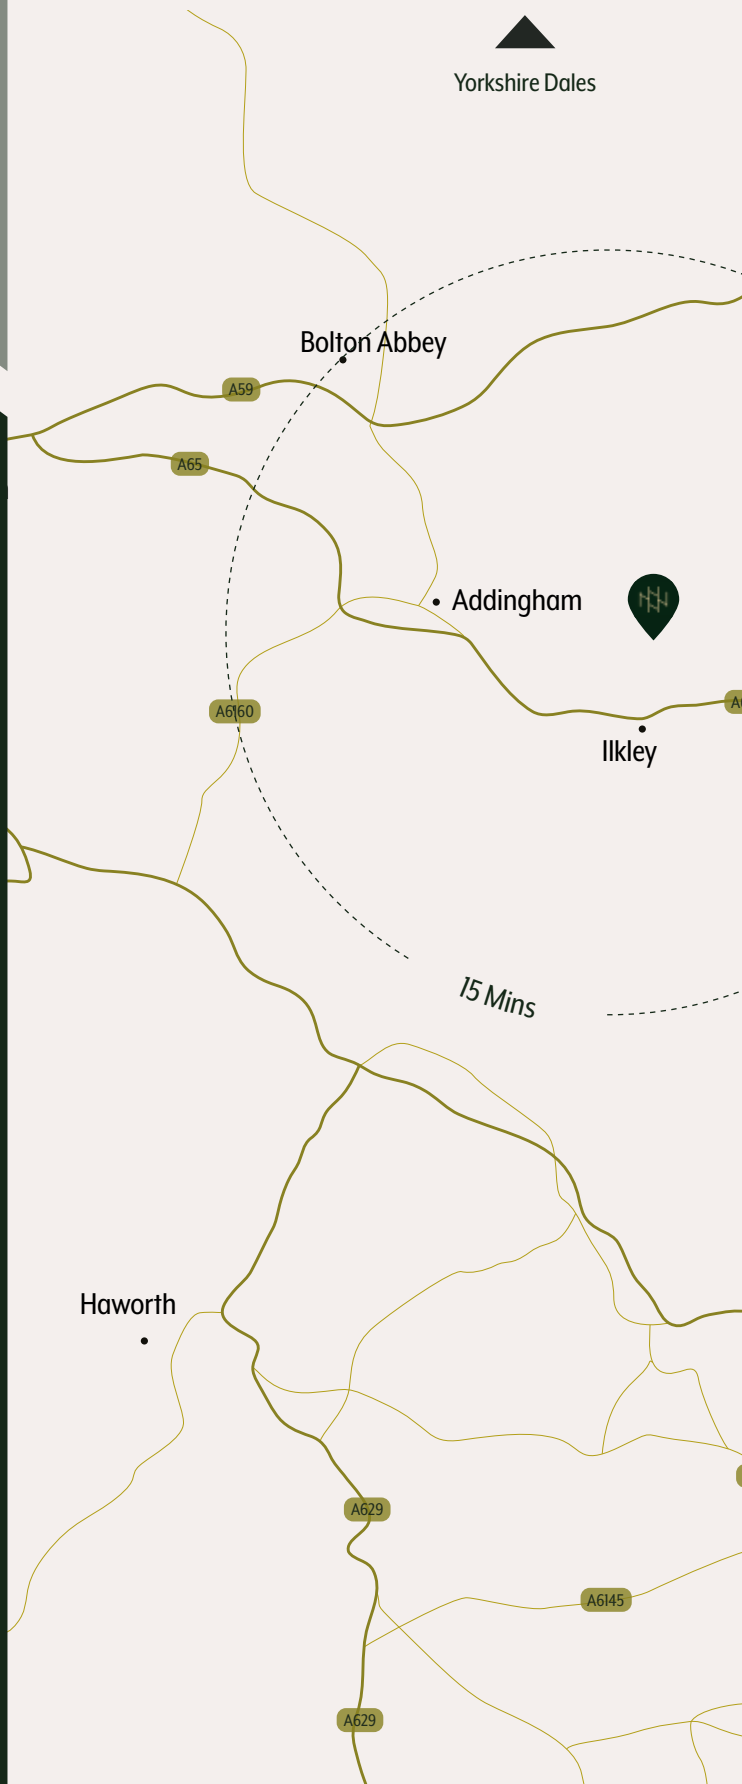 Yorkshire Dales
Bolton Abbey
A59
A65
Addingham
A6160
Ilkley
15 Mins
Haworth
A629
A6145
A629